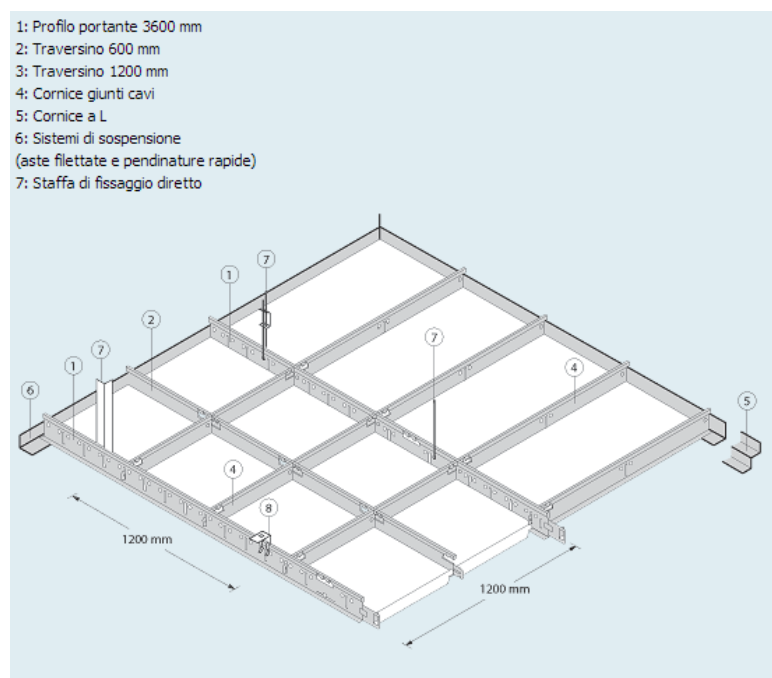 1: Profilo portante 3600 mm
2: Traversino 600 mm
3: Traversino 1200 mm
4: Cornice giunti cavi
5: Cornice a L
6: Sistemi di sospensione
(aste filettate e pendinature rapide)
7: Staffa di fissaggio diretto
7
1
2
7
7
1
4
6
5
4
8
1200 mm
1200 mm